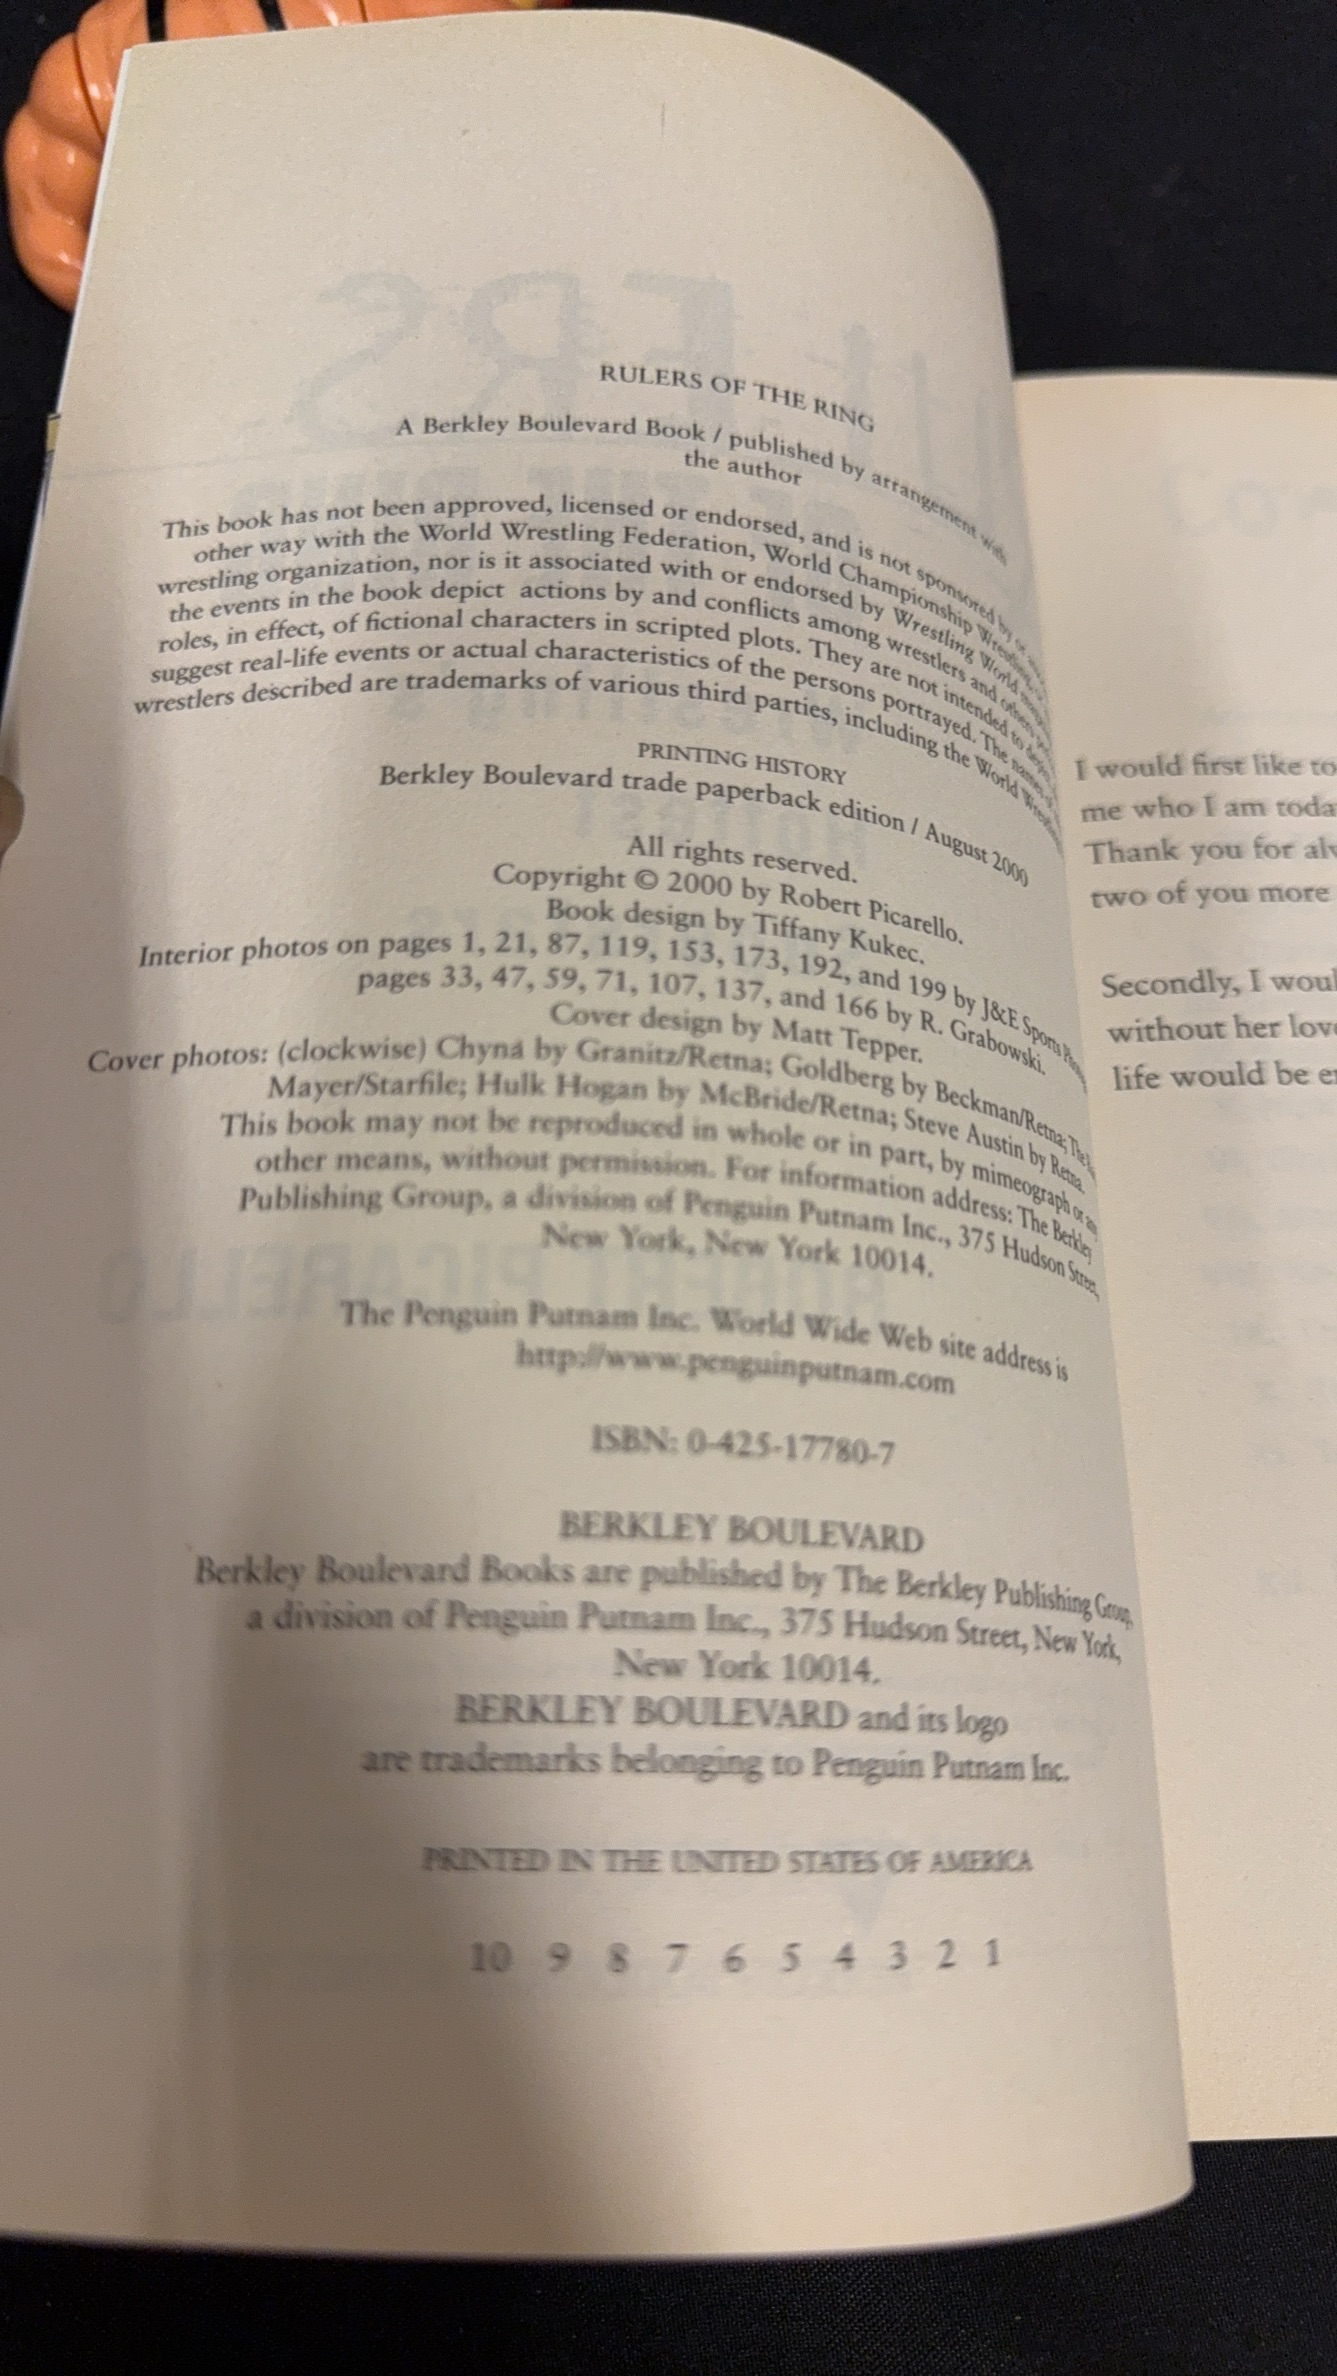 RULERS OF THE RING
A Berkley Boulevard Book / published by arrangement with
the author
This book has not been approved, licensed or endorsed, and is not sponsored by or
other way with the World Wrestling Federation, World Championship Wrestling,
wrestling organization, nor is it associated with or endorsed by Wrestling World
the events in the book depict actions by and conflicts among wrestlers and others
roles, in effect, of fictional characters in scripted plots. They are not intended to
suggest real-life events or actual characteristics of the persons portrayed. The names
wrestlers described are trademarks of various third parties, including the World
PRINTING HISTORY
Berkley Boulevard trade paperback edition / August 2000
All rights reserved.
Copyright © 2000 by Robert Picarello.
Book design by Tiffany Kukec.
Interior photos on pages 1, 21, 87, 119, 153, 173, 192, and 199 by J&E Sports
pages 33, 47, 59, 71, 107, 137, and 166 by R. Grabowski.
Cover design by Matt Tepper.
Cover photos: (clockwise) Chyna by Granitz/Retna; Goldberg by Beckman/Retna; The
Mayer/Starfile; Hulk Hogan by McBride/Retna; Steve Austin by Retna.
This book may not be reproduced in whole or in part, by mimeograph or
other means, without permission. For information address: The Berkley
Publishing Group, a division of Penguin Putnam Inc., 375 Hudson Street,
New York, New York 10014.
The Penguin Putnam Inc. World Wide Web site address is
http://www.penguinputnam.com
ISBN: 0-425-17780-7
BERKLEY BOULEVARD
Berkley Boulevard Books are published by The Berkley Publishing Group,
a division of Penguin Putnam Inc., 375 Hudson Street, New York,
New York 10014.
BERKLEY BOULEVARD and its logo
are trademarks belonging to Penguin Putnam Inc.
PRINTED IN THE UNITED STATES OF AMERICA
10 9 8 7 6 5 4 3 2 1
I would first like to
me who I am toda
Thank you for alw
two of you more
Secondly, I woul
without her love
life would be e